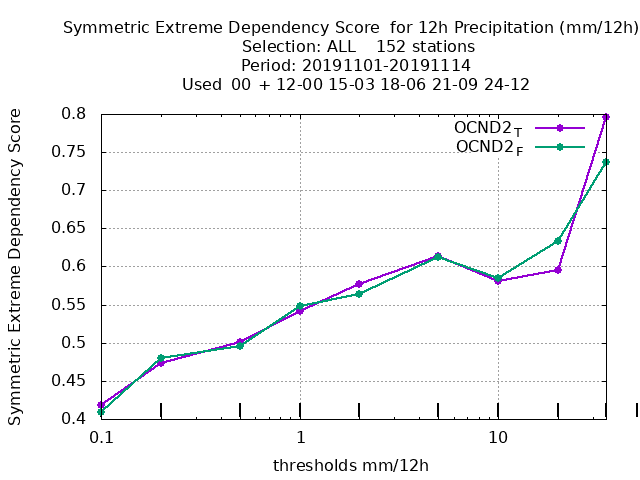 Symmetric Extreme Dependency Score for 12h Precipitation (mm/12h)
Selection: ALL 152 stations
Period: 20191101-20191114
Used 00 + 12-00 15-03 18-06 21-09 24-12
Symmetric Extreme Dependency Score
0.8
0.75
0.7
0.65
0.6
0.55
0.5
0.45
0.4
OCND2T
OCND2F
0.1 1 10
thresholds mm/12h